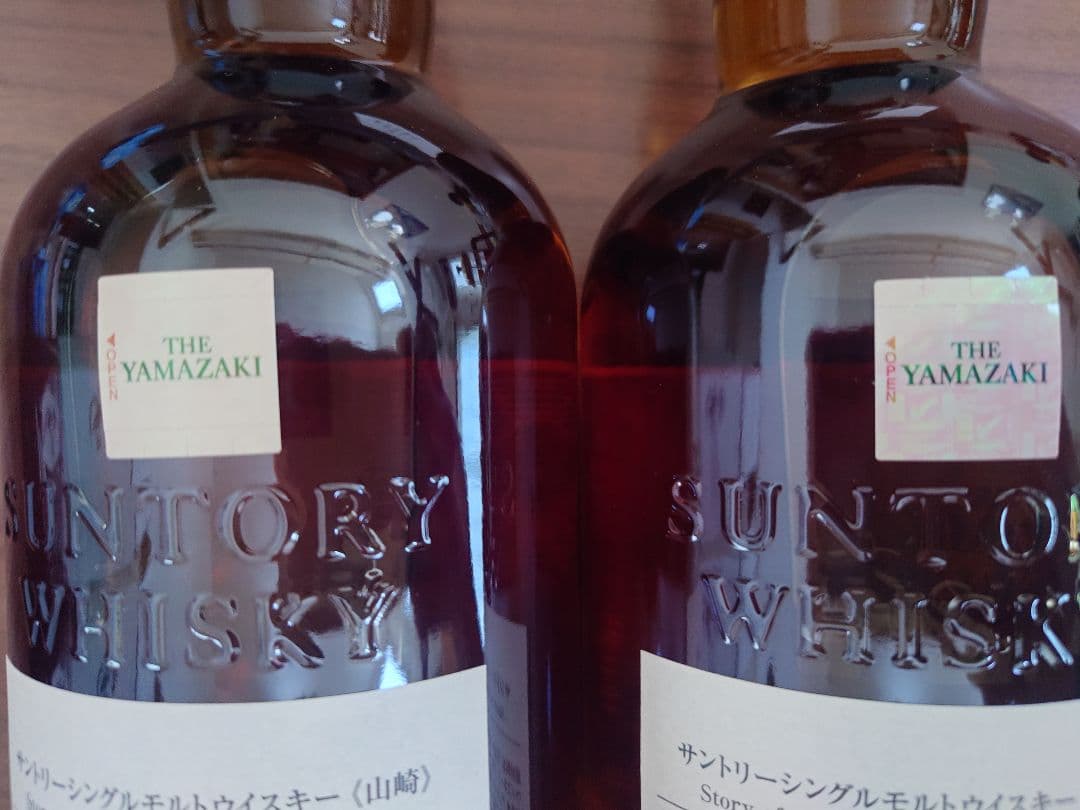 ◀OPEN
THE
YAMAZAKI
SUNTORY
WHISKY
サントリーシングルモルトウイスキー《山崎》
◀OPEN
THE
YAMAZAKI
SUNTO
WHISK
サントリーシングルモルトウイスキ
Story